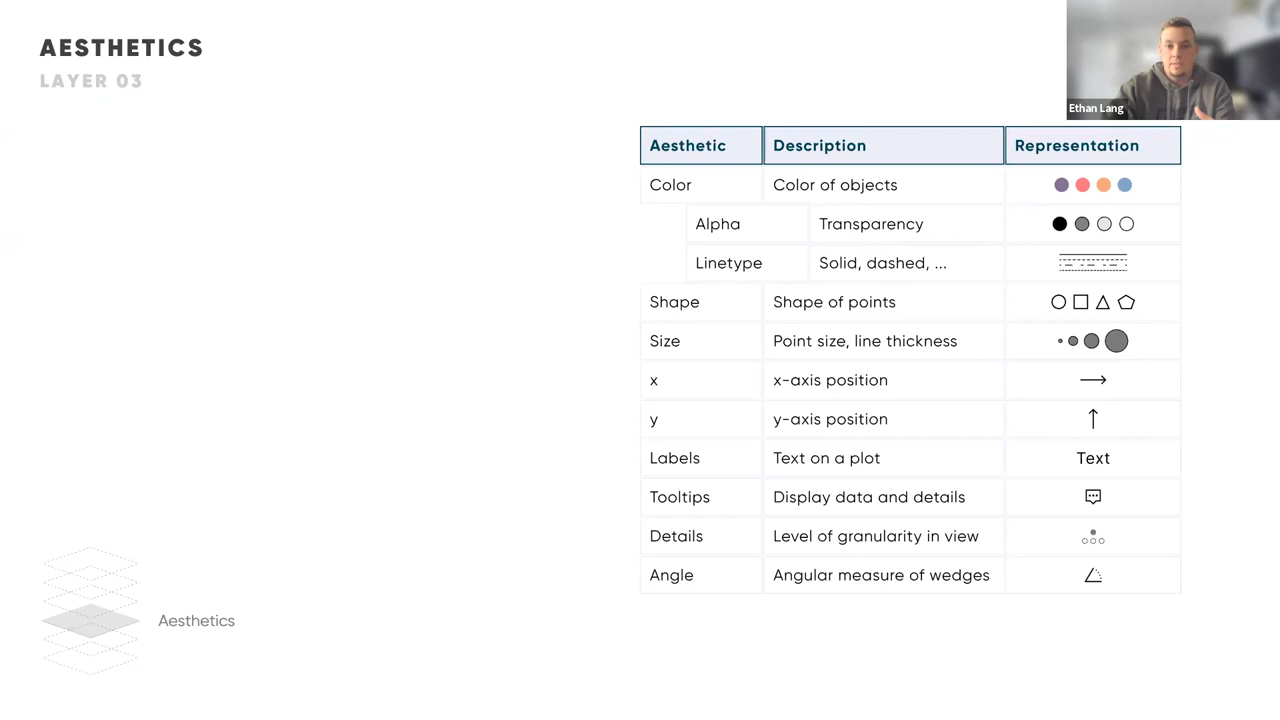 AESTHETICS
LAYER 03
Ethan Lang
Aesthetic Description Representation
Color Color of objects
Alpha Transparency
Linetype Solid, dashed, ...
Shape Shape of points
Size Point size, line thickness
x x-axis position
y y-axis position
Labels Text on a plot Text
Tooltips Display data and details
Details Level of granularity in view
Angle Angular measure of wedges
Aesthetics